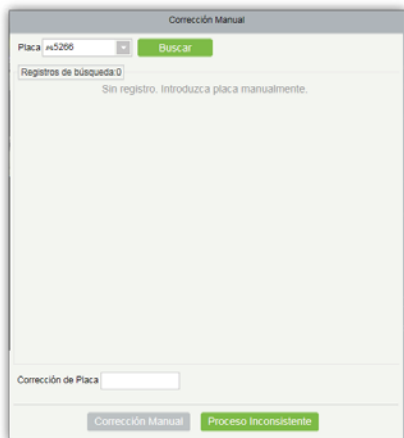 Corrección Manual
Placa 5266 Buscar
Registros de búsqueda:0
Sin registro. Introduzca placa manualmente.
Corrección de Placa
Corrección Manual Proceso Inconsistente